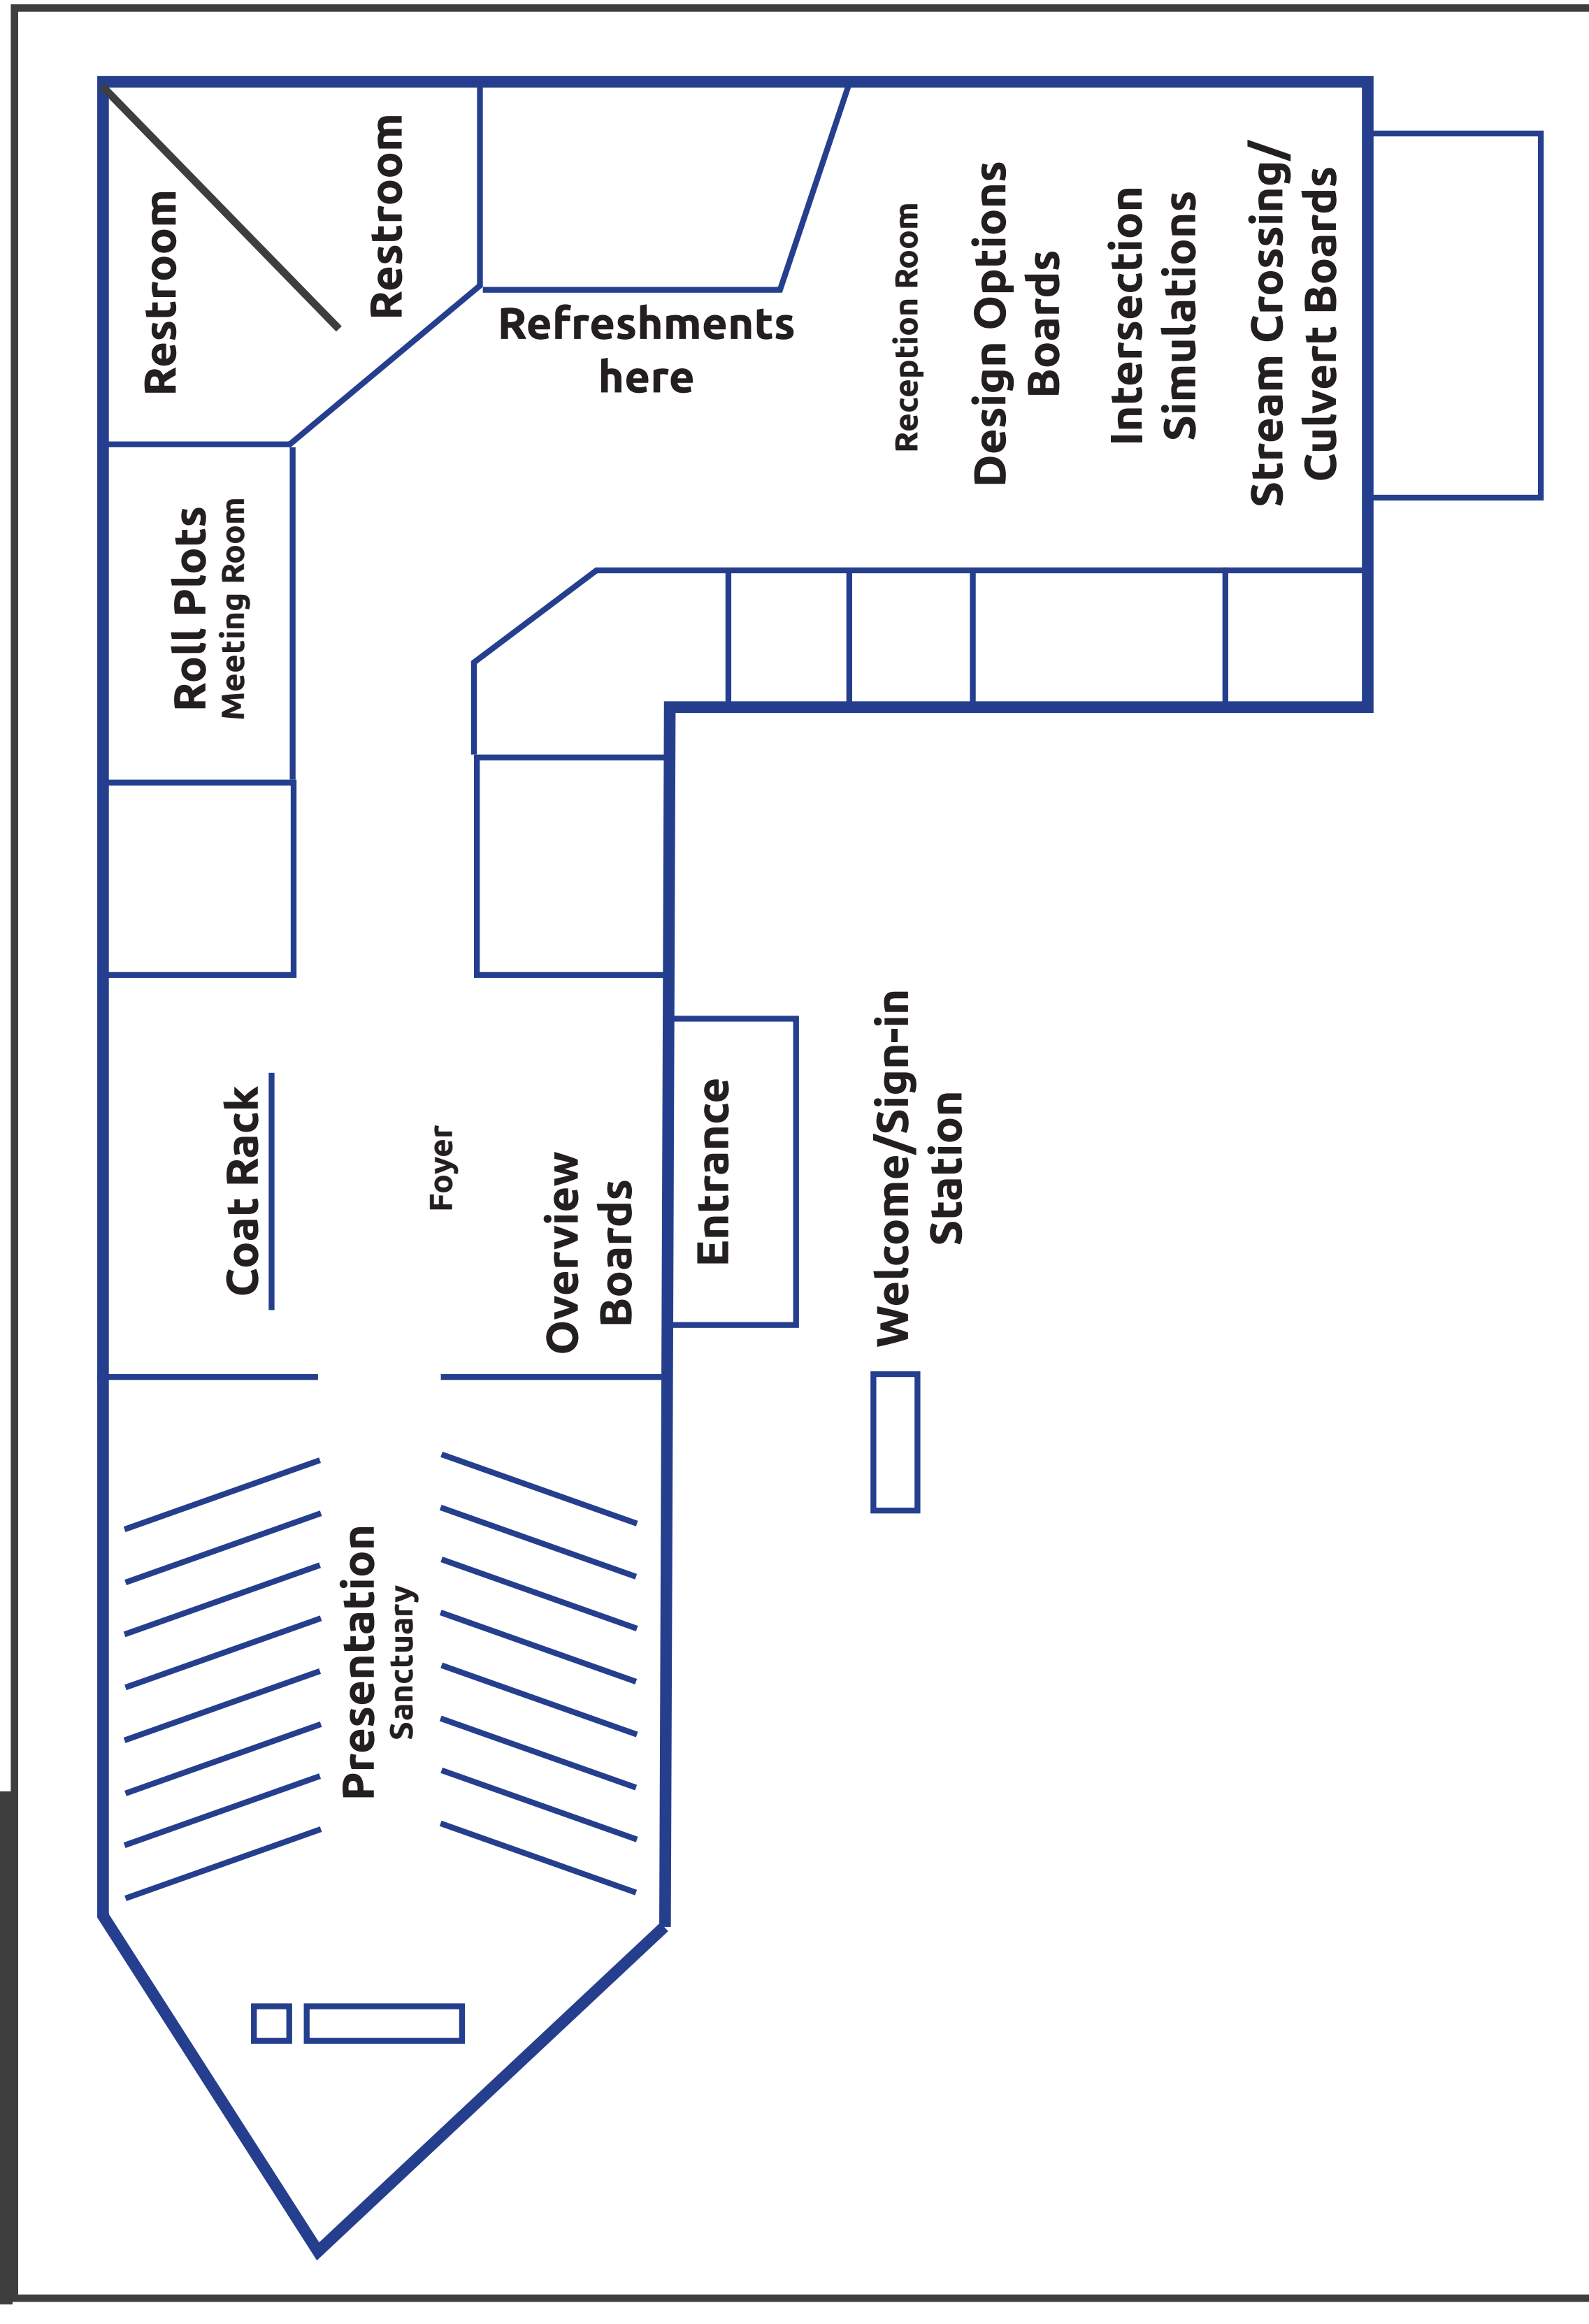 Restroom
Restroom
Refreshments
here
Reception Room
Design Options
Boards
Intersection
Simulations
Stream Crossing/
Culvert Boards
Roll Plots
Meeting Room
Coat Rack
Foyer
Overview
Boards
Entrance
Welcome/Sign-in
Station
Presentation
Sanctuary